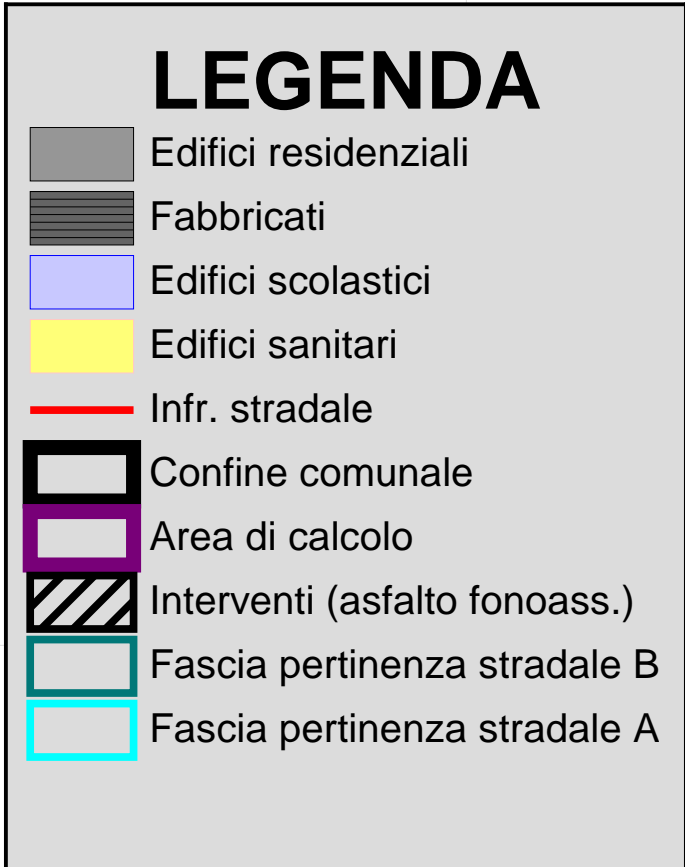 LEGENDA
Edifici residenziali
Fabbricati
Edifici scolastici
Edifici sanitari
Infr. stradale
Confine comunale
Area di calcolo
Interventi (asfalto fonoass.)
Fascia pertinenza stradale B
Fascia pertinenza stradale A